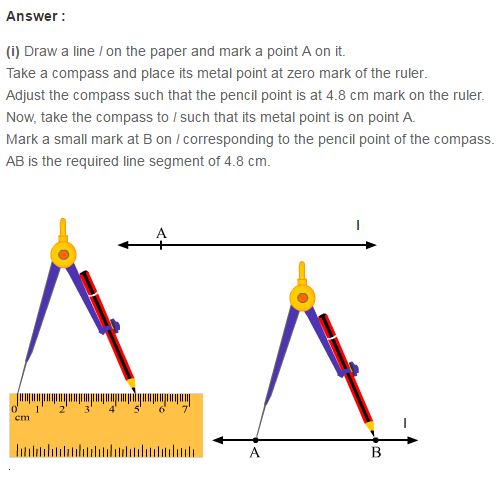 Answer :
(i) Draw a line l on the paper and mark a point A on it.
Take a compass and place its metal point at zero mark of the ruler.
Adjust the compass such that the pencil point is at 4.8 cm mark on the ruler.
Now, take the compass to l such that its metal point is on point A.
Mark a small mark at B on l corresponding to the pencil point of the compass.
AB is the required line segment of 4.8 cm.
A l
0 1 2 3 4 5 6 7
cm
l
A B